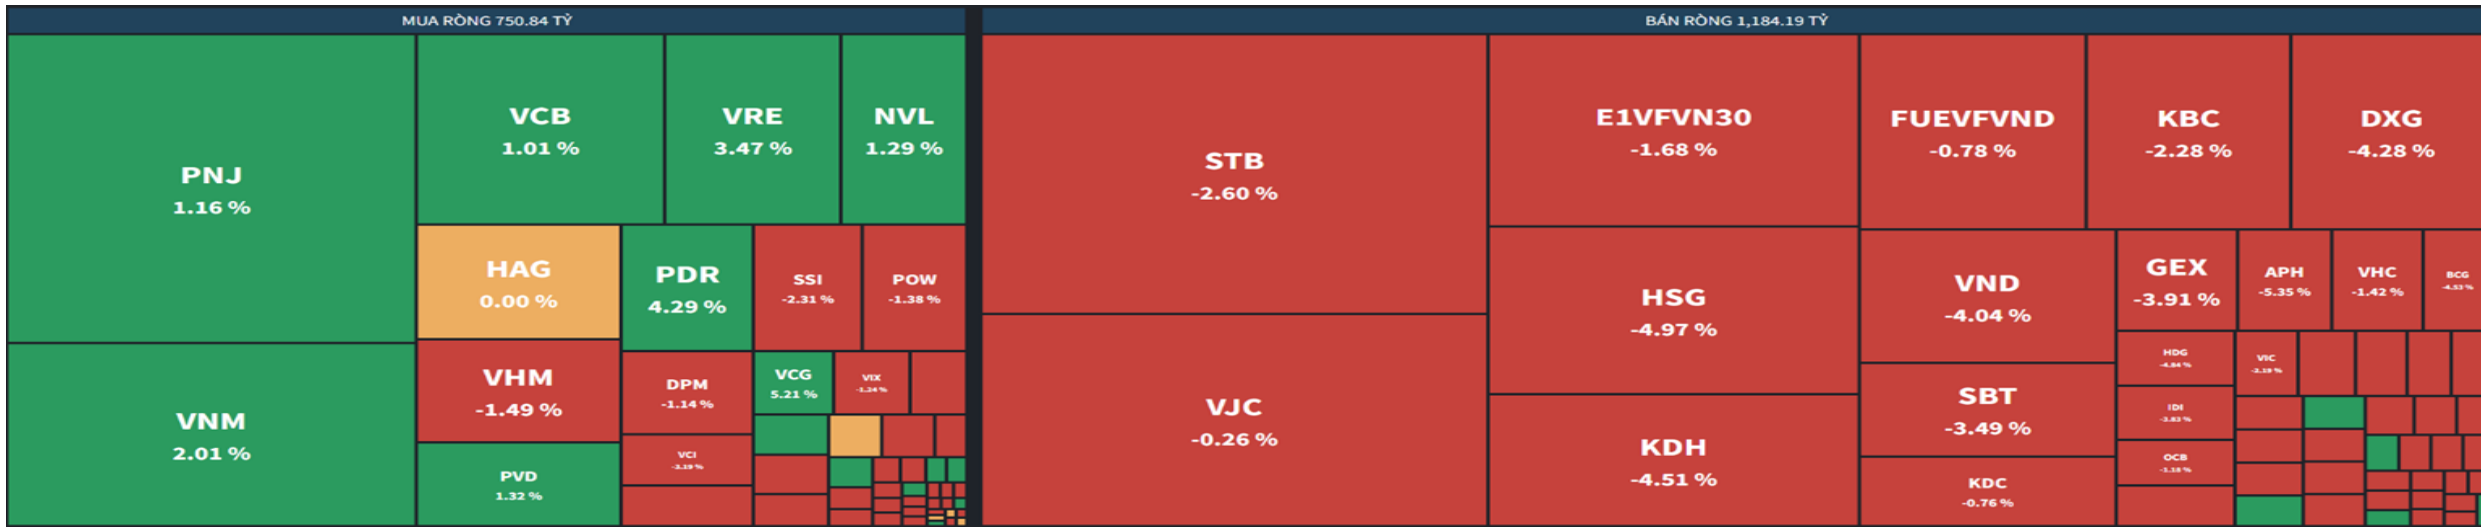 MUA RÒNG 750.84 TỶ
PNJ
1.16 %
VNM
2.01 %
VCB
1.01 %
VRE
3.47 %
NVL
1.29 %
HAG
0.00 %
PDR
4.29 %
SSI
-2.31 %
POW
-1.38 %
VHM
-1.49 %
DPM
-1.14 %
VCG
5.21 %
VIX
PVD
1.32 %
VCI
BÁN RÒNG 1,184.19 TỶ
STB
-2.60 %
VJC
-0.26 %
E1VFVN30
-1.68 %
HSG
-4.97 %
KDH
-4.51 %
FUEVFVND
-0.78 %
KBC
-2.28 %
DXG
-4.28 %
VND
-4.04 %
GEX
-3.91 %
APH
-5.35 %
VHC
-1.42 %
BCG
SBT
-3.49 %
HDG
-4.84 %
VIC
IDI
KDC
-0.76 %
OCB